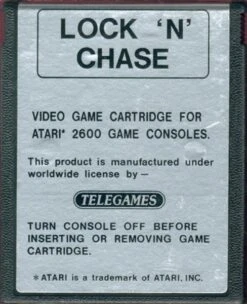 LOCK 'N'
CHASE
VIDEO GAME CARTRIDGE FOR
ATARI* 2600 GAME CONSOLES.
This product is manufactured under
worldwide license by —
TELEGAMES
TURN CONSOLE OFF BEFORE
INSERTING OR REMOVING GAME
CARTRIDGE.
*ATARI is a trademark of ATARI, INC.